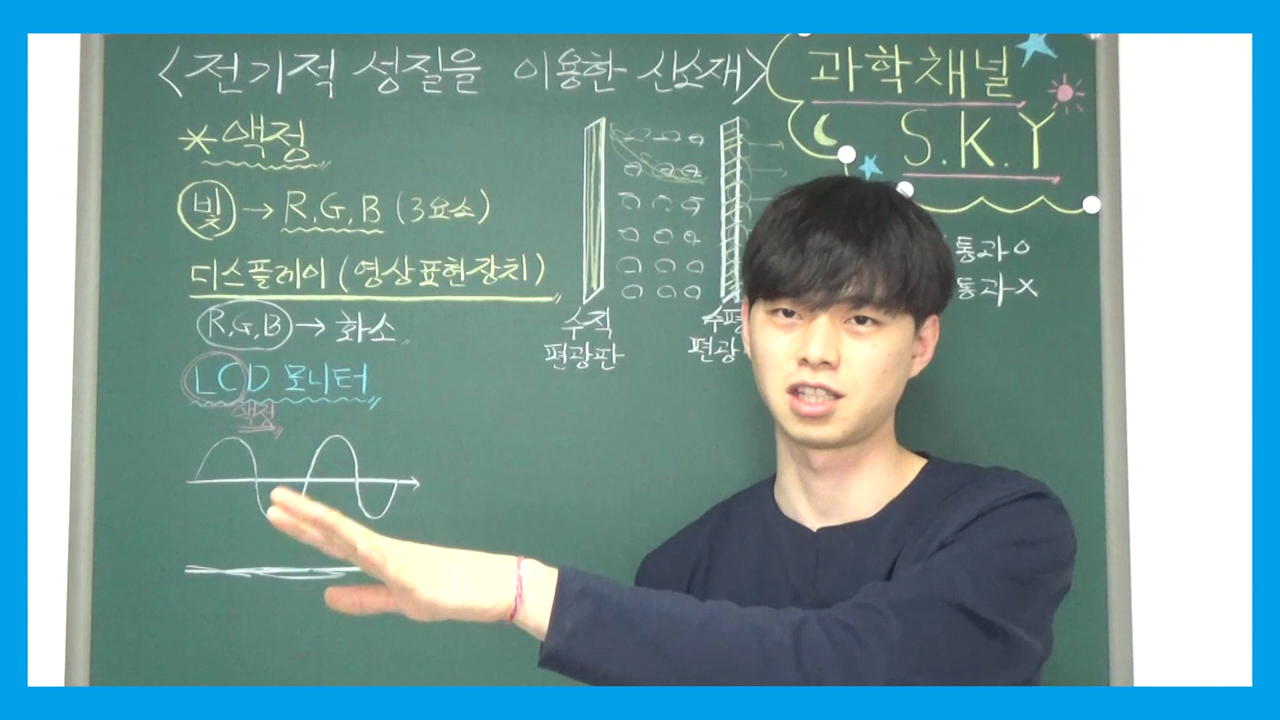 <전기적 성질을 이용한 신소재>
과학채널
S.K.Y
*액정
빛 → R,G,B (3요소)
디스플레이 (영상표현장치)
R,G,B → 화소
LCD 모니터
액정
수직
편광판
수평
편광
통과 O
통과 X